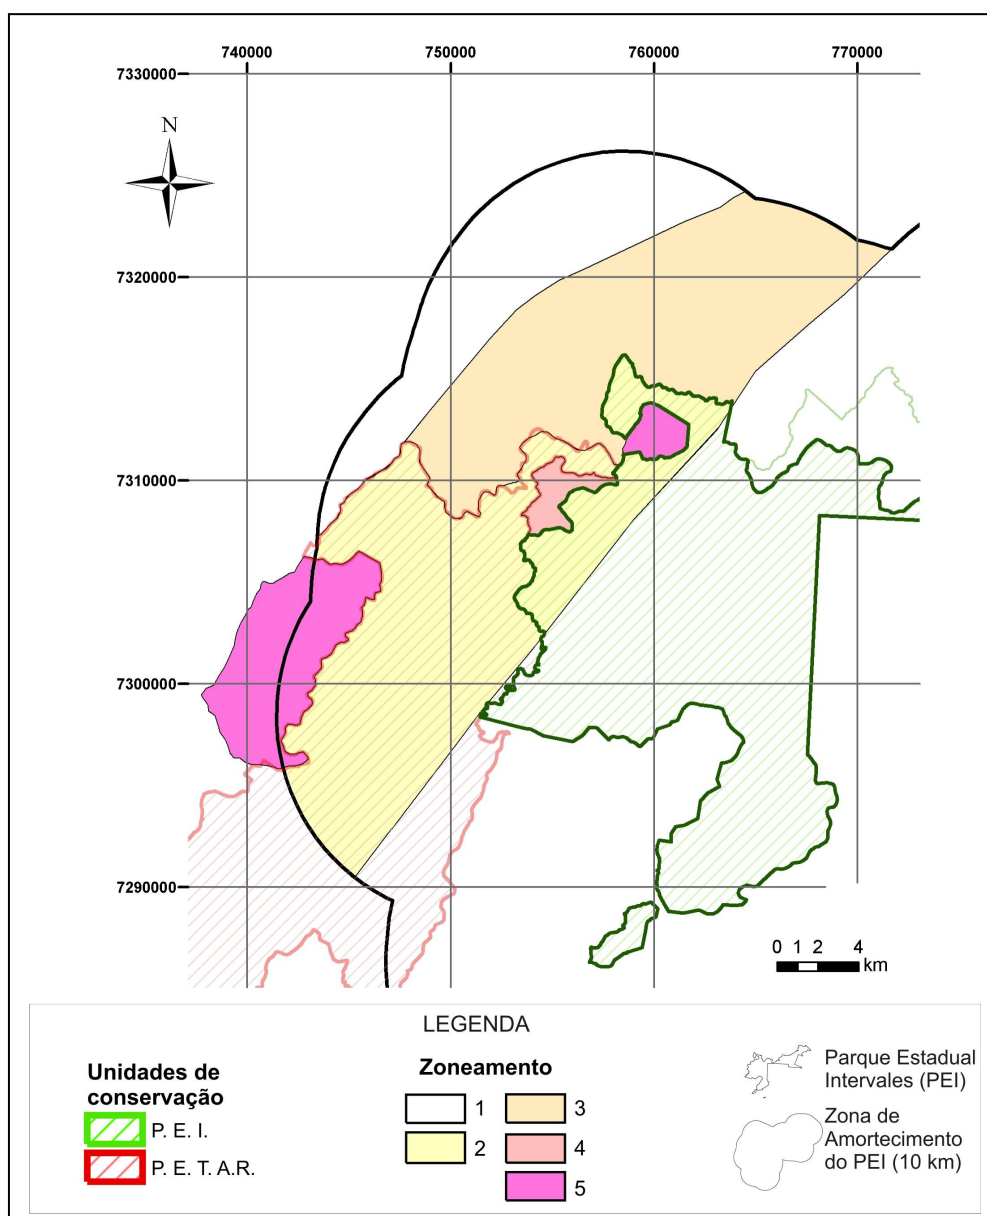 740000 750000 760000 770000
7330000
N
7320000
7310000
7300000
7290000
0 1 2 4
km
LEGENDA
Unidades de
conservação
P. E. I.
P. E. T. A.R.
Zoneamento
1
2
3
4
5
Parque Estadual
Intervales (PEI)
Zona de
Amortecimento
do PEI (10 km)